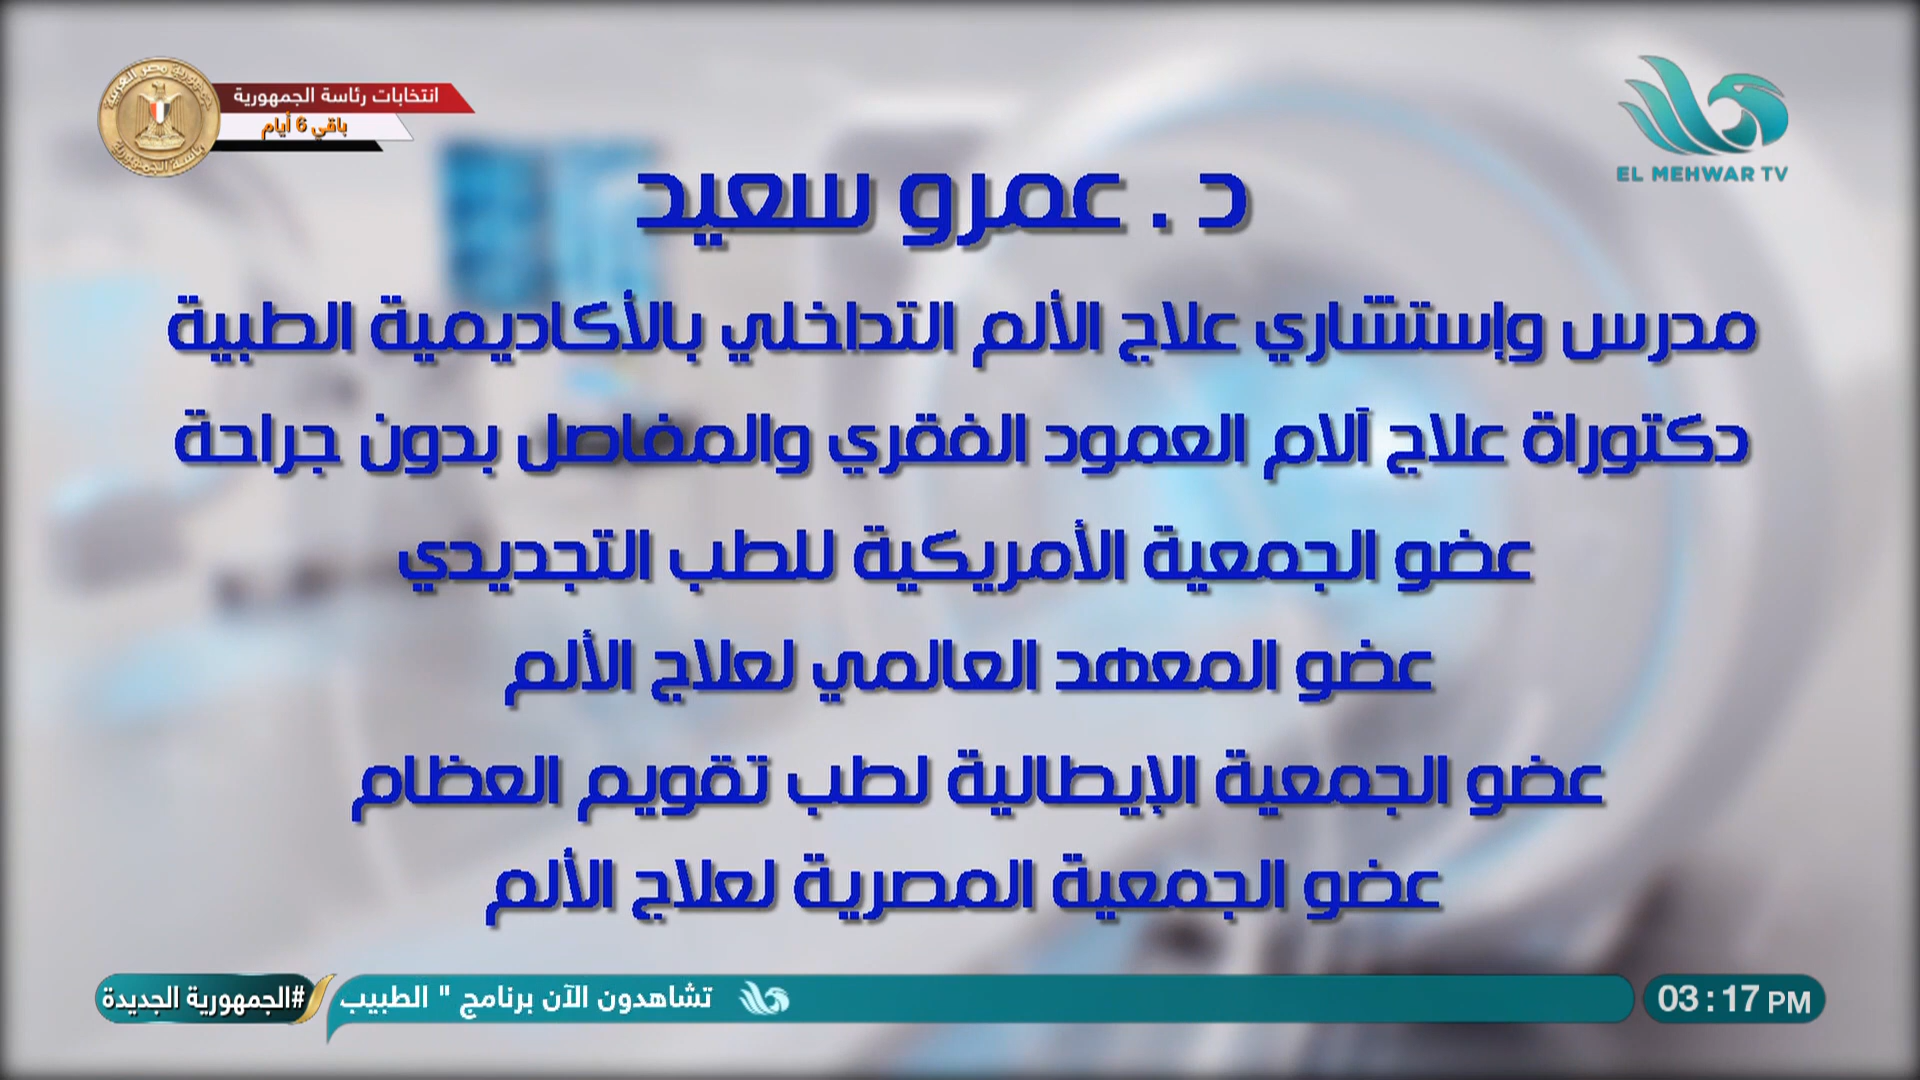 انتخابات رئاسة الجمهورية
باقي 6 أيام
EL MEHWAR TV
د . عمرو سعيد
مدرس وإستشاري علاج الألم التداخلي بالأكاديمية الطبية
دكتوراة علاج آلام العمود الفقري والمفاصل بدون جراحة
عضو الجمعية الأمريكية للطب التجديدي
عضو المعهد العالمي لعلاج الألم
عضو الجمعية الإيطالية لطب تقويم العظام
عضو الجمعية المصرية لعلاج الألم
03:17 PM
تشاهدون الآن برنامج " الطبيب
#الجمهورية الجديدة